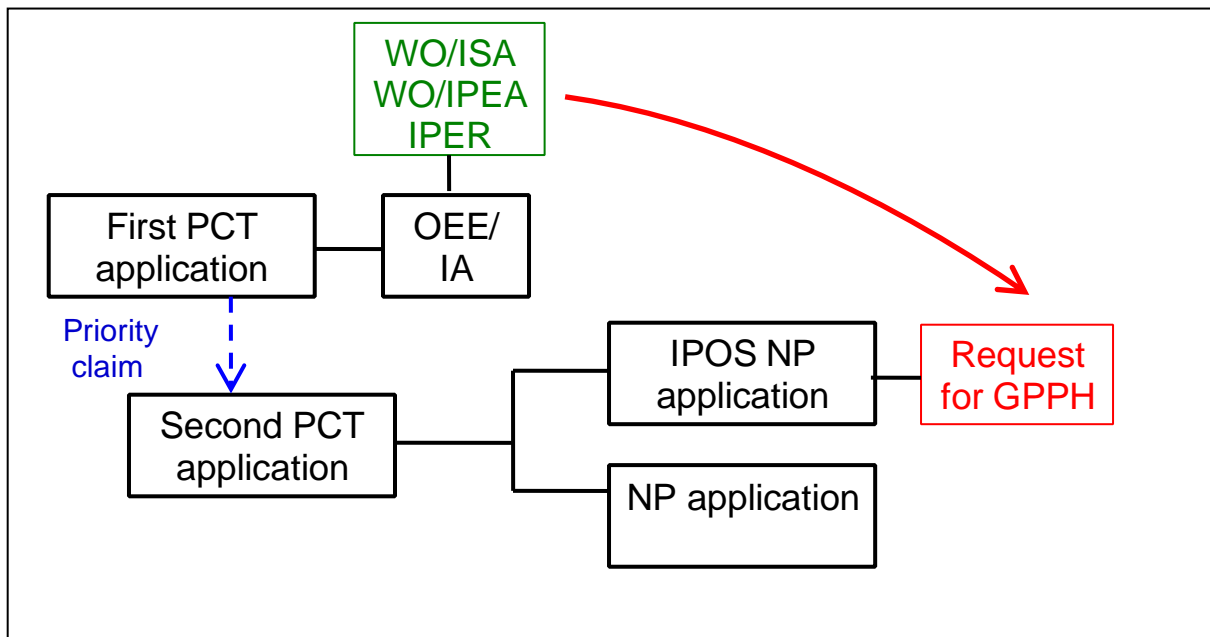 WO/ISA
WO/IPEA
IPER
First PCT
application
OEE/
IA
Priority
claim
Second PCT
application
IPOS NP
application
Request
for GPPH
NP application